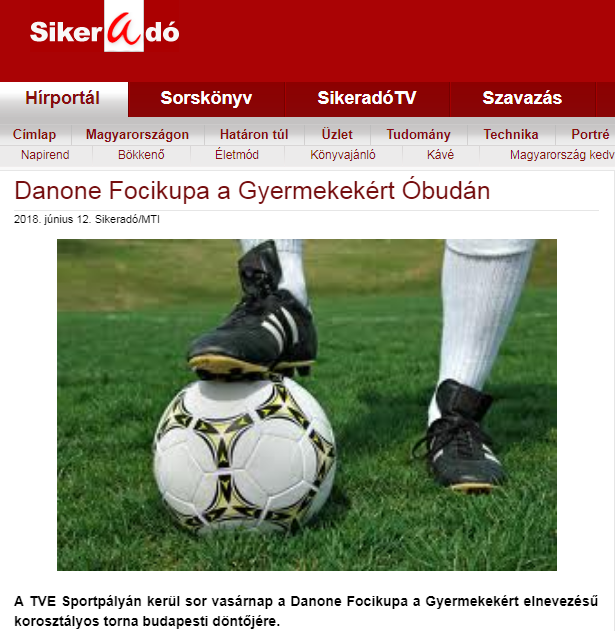 Sikeradó
Hírportál Sorskönyv SikeradóTV Szavazás
Címlap Magyarországon Határon túl Üzlet Tudomány Technika Portré
Napirend Bökkenő Életmód Könyvajánló Kávé Magyarország kedv
Danone Focikupa a Gyermekekért Óbudán
2018. június 12. Sikeradó/MTI
A TVE Sportpályán kerül sor vasárnap a Danone Focikupa a Gyermekekért elnevezésű
korosztályos torna budapesti döntőjére.